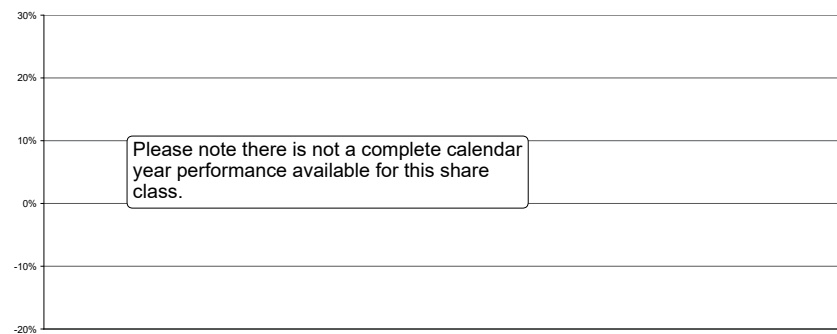 30%
20%
10%
Please note there is not a complete calendar
year performance available for this share
class.
0%
-10%
-20%